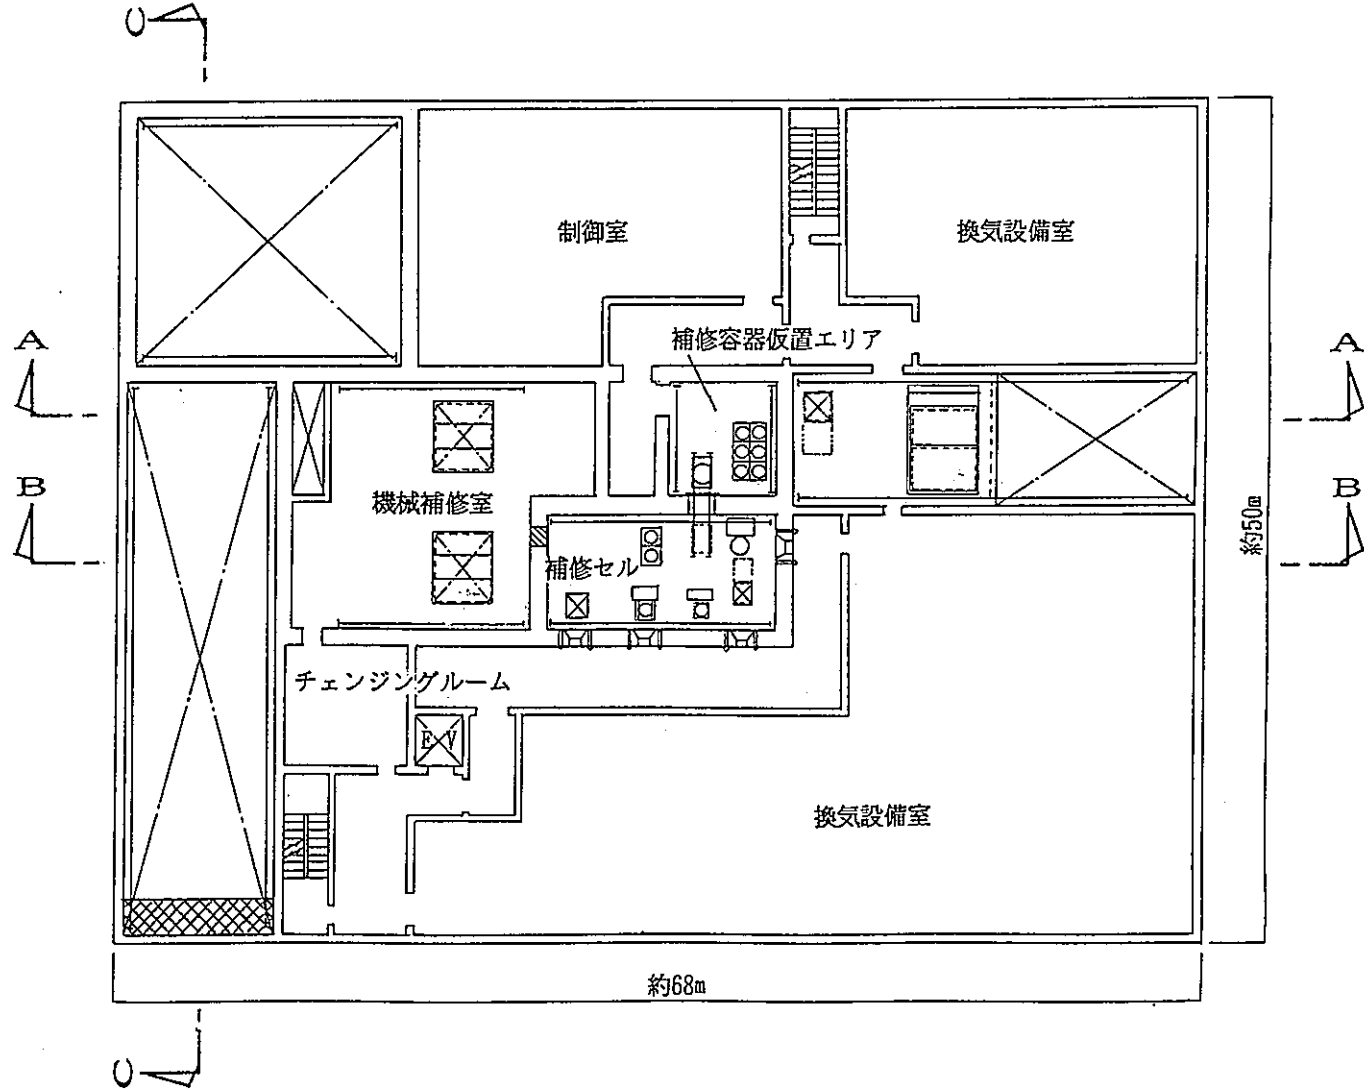 C
制御室
換気設備室
補修容器仮置エリア
A
A
機械補修室
B
B
約50m
補修セル
チェンジングルーム
EV
換気設備室
約68m
C